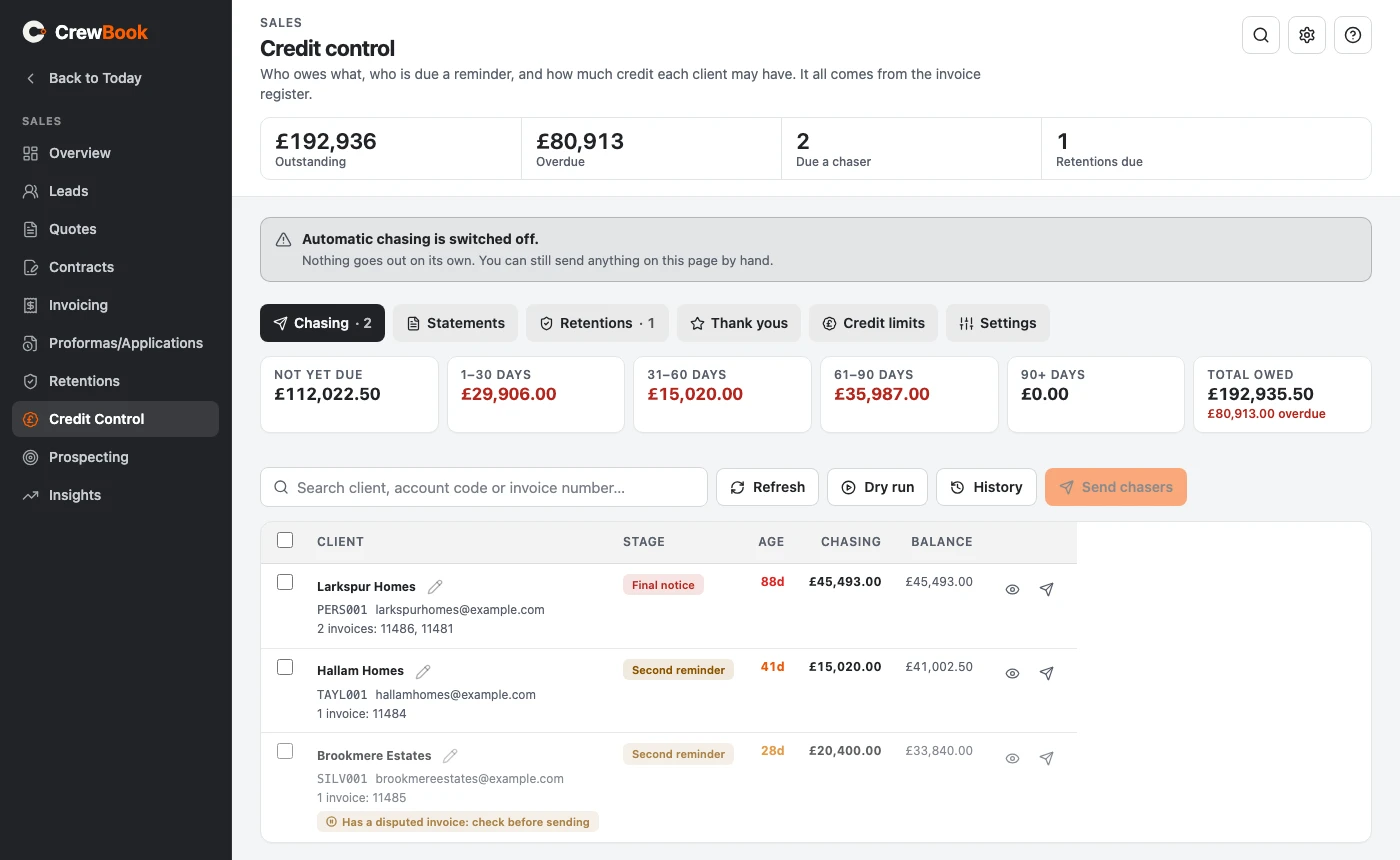 CrewBook
Back to Today
SALES
Overview
Leads
Quotes
Contracts
Invoicing
Proformas/Applications
Retentions
Credit Control
Prospecting
Insights
SALES
Credit control
Who owes what, who is due a reminder, and how much credit each client may have. It all comes from the invoice
register.
£192,936
Outstanding
£80,913
Overdue
2
Due a chaser
1
Retentions due
Automatic chasing is switched off.
Nothing goes out on its own. You can still send anything on this page by hand.
Chasing · 2
Statements
Retentions · 1
Thank yous
Credit limits
Settings
NOT YET DUE
£112,022.50
1–30 DAYS
£29,906.00
31–60 DAYS
£15,020.00
61–90 DAYS
£35,987.00
90+ DAYS
£0.00
TOTAL OWED
£192,935.50
£80,913.00 overdue
Search client, account code or invoice number...
Refresh
Dry run
History
Send chasers
CLIENT STAGE AGE CHASING BALANCE
Larkspur Homes Final notice 88d £45,493.00 £45,493.00
PERS001 larkspurhomes@example.com
2 invoices: 11486, 11481
Hallam Homes Second reminder 41d £15,020.00 £41,002.50
TAYL001 hallamhomes@example.com
1 invoice: 11484
Brookmere Estates Second reminder 28d £20,400.00 £33,840.00
SILV001 brookmereestates@example.com
1 invoice: 11485
Has a disputed invoice: check before sending